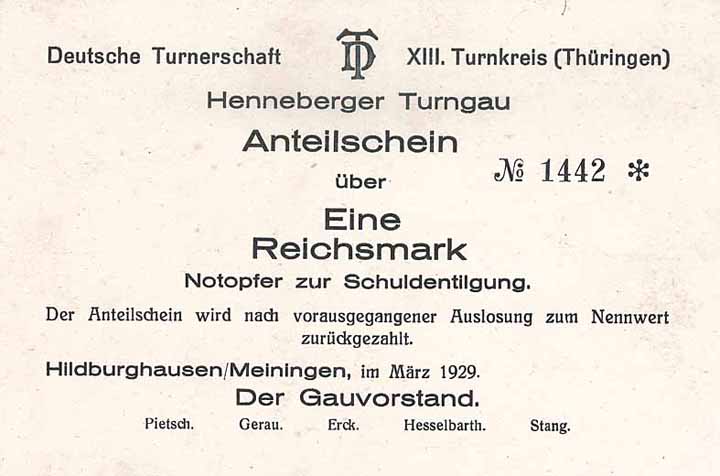 Deutsche Turnerschaft DT XIII. Turnkreis (Thüringen)
Henneberger Turngau
Anteilschein
№ 1442 *
über
Eine
Reichsmark
Notopfer zur Schuldentilgung.
Der Anteilschein wird nach vorausgegangener Auslosung zum Nennwert
zurückgezahlt.
Hildburghausen/Meiningen, im März 1929.
Der Gauvorstand.
Pietsch. Gerau. Erck. Hesselbarth. Stang.